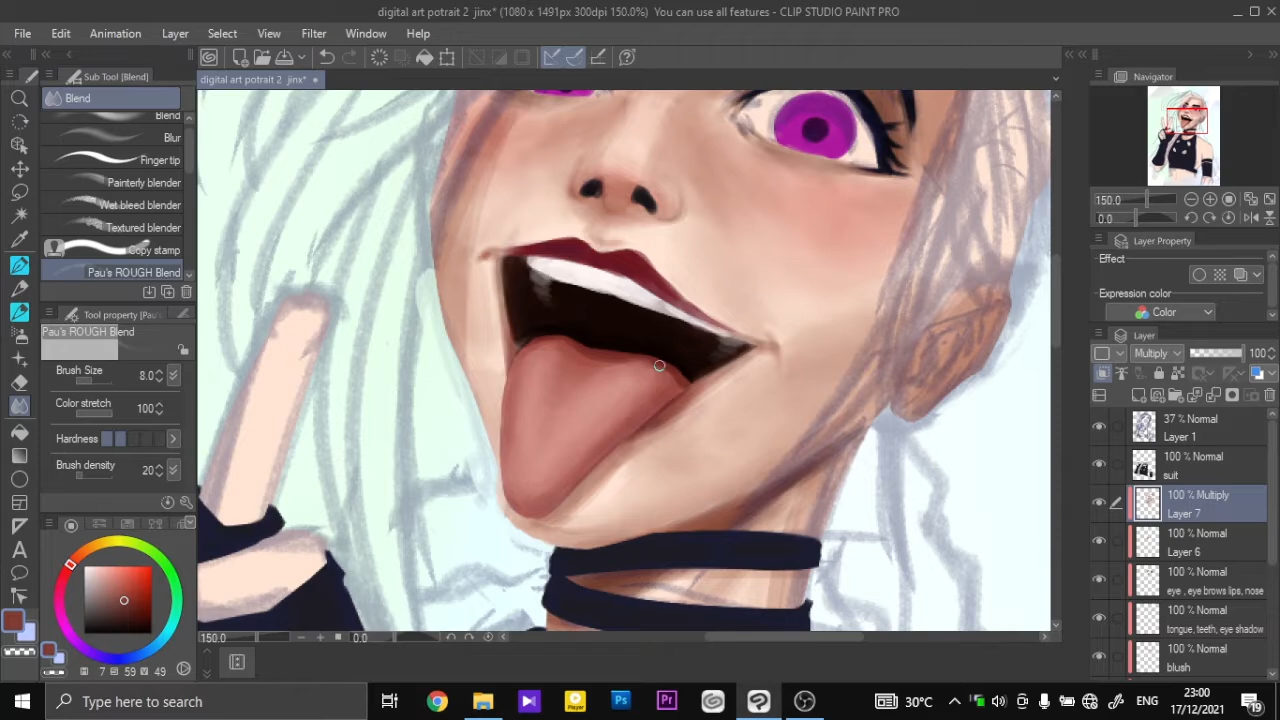 digital art potrait 2 jinx* (1080 x 1491px 300dpi 150.0%) You can use all features - CLIP STUDIO PAINT PRO
File Edit Animation Layer Select View Filter Window Help
Sub Tool [Blend]
digital art potrait 2 jinx*
Navigator
Blend
Blend
Blur
Finger tip
Painterly blender
Wet bleed blender
Textured blender
Copy stamp
Pau's ROUGH Blend
Tool property [Pau's
Pau's ROUGH Blend
Brush Size 8.0
Color stretch 100
Hardness
Brush density 20
7 59 49
150.0
0.0
Layer Property
Effect
Expression color
Color
Layer
Multiply 100
37 % Normal
Layer 1
100 % Normal
suit
100 % Multiply
Layer 7
100 % Normal
Layer 6
100 % Normal
eye , eye brows lips, nose
100 % Normal
tongue, teeth, eye shadow
100 % Normal
blush
150.0 0.0
Type here to search
Player
Ps
Pr
30°C
ENG
23:00
17/12/2021
19